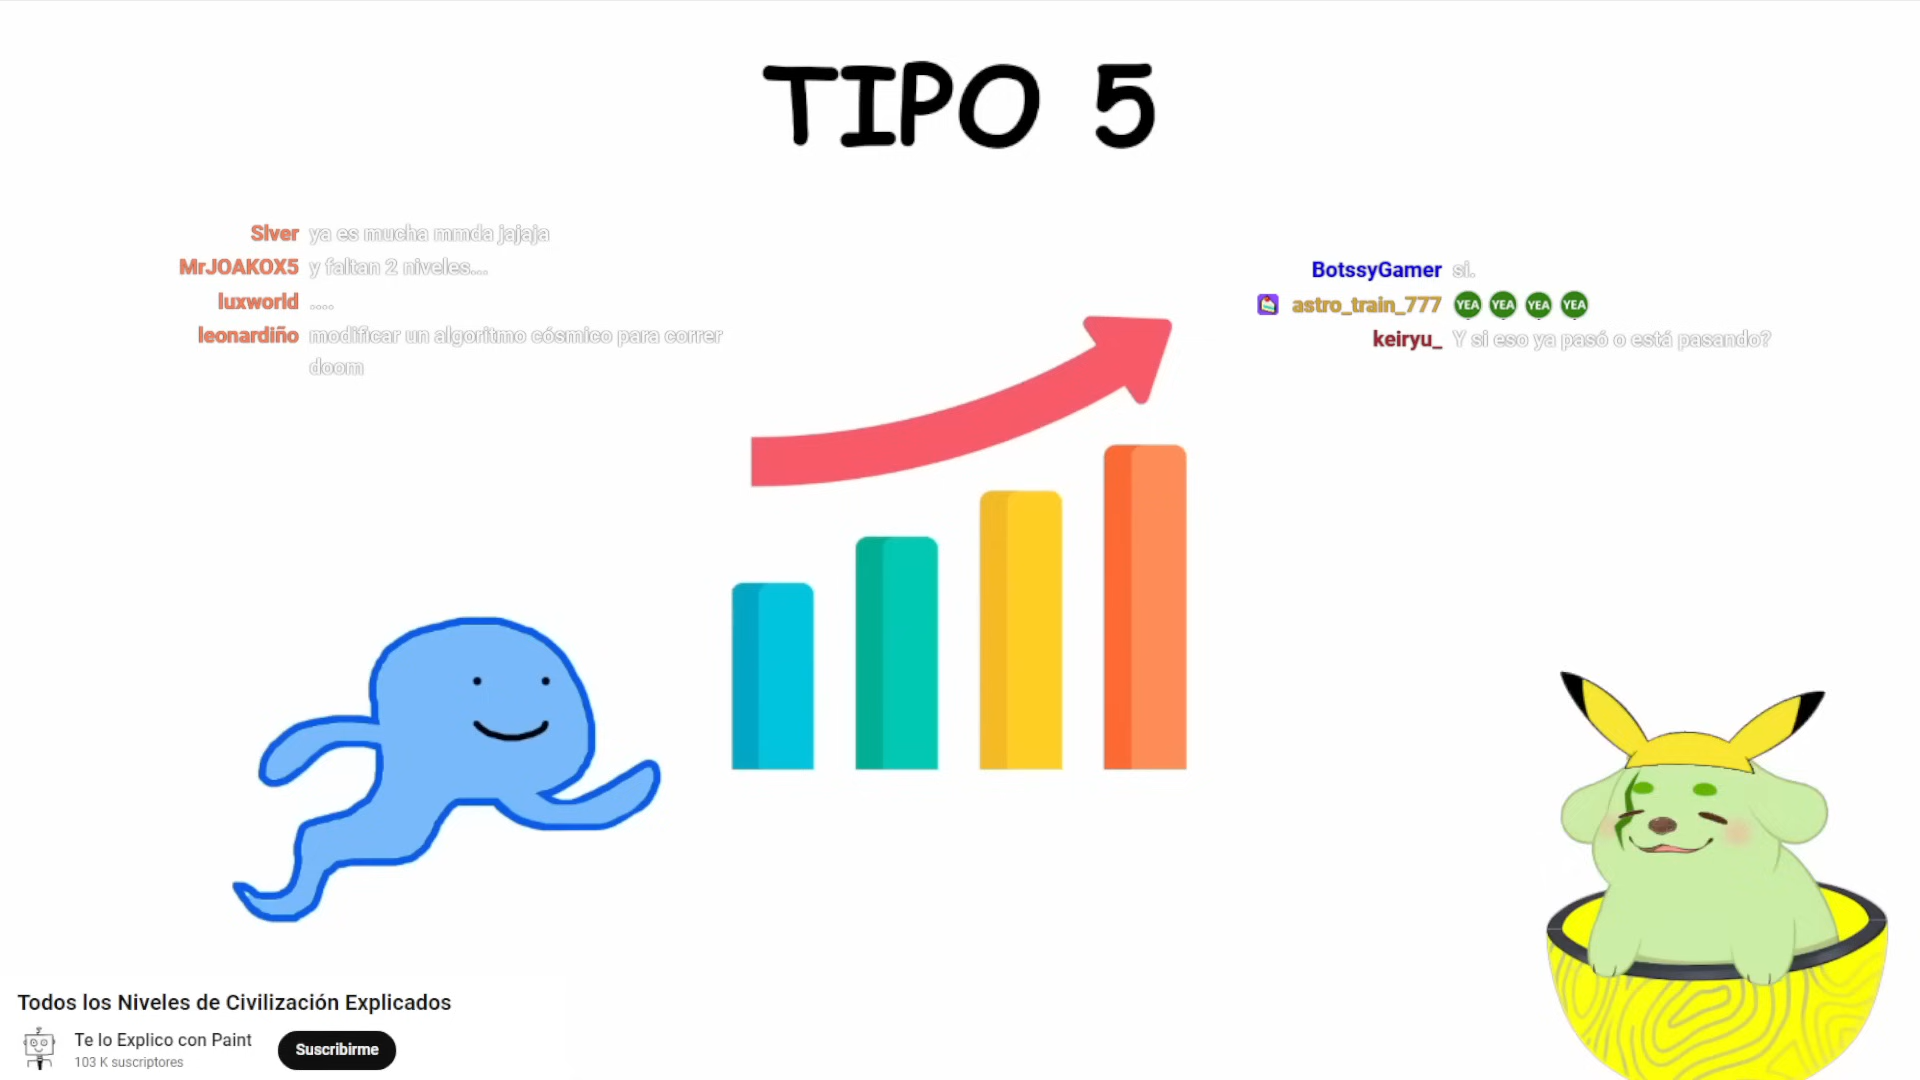 TIPO 5
Slver ya es mucha mmda jajaja
MrJOAKOX5 y faltan 2 niveles...
luxworld ....
leonardiño modificar un algoritmo cósmico para correr
doom
BotssyGamer si.
astro_train_777 YEA YEA YEA YEA
keiryu_ Y si eso ya pasó o está pasando?
Todos los Niveles de Civilización Explicados
Te lo Explico con Paint
103 K suscriptores
Suscribirme